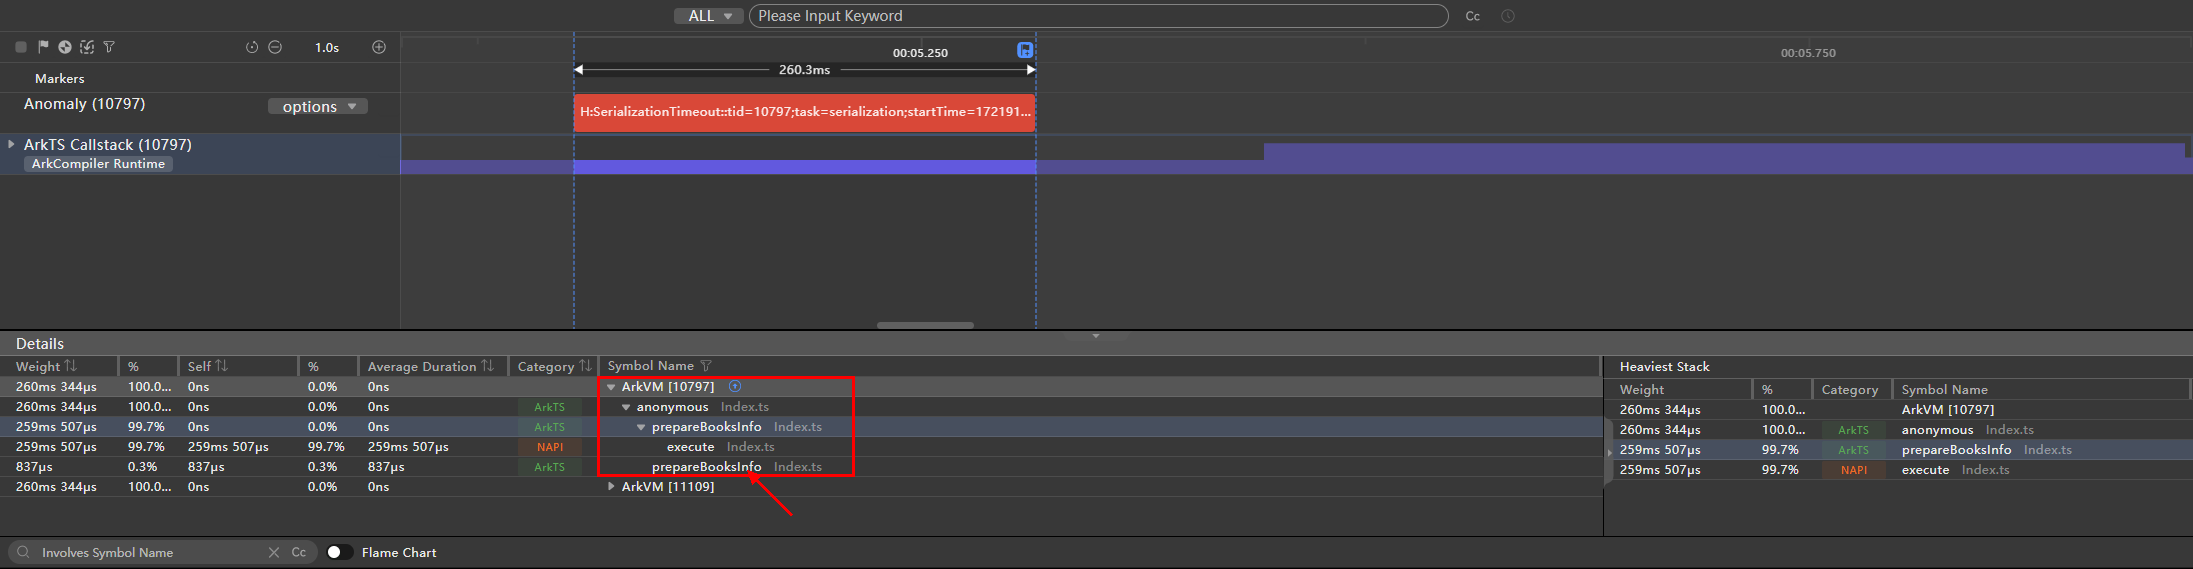 ALL Please Input Keyword Cc
1.0s 00:05.250 00:05.750
Markers 260.3ms
Anomaly (10797) options H:SerializationTimeout::tid=10797;task=serialization;startTime=172191...
ArkTS Callstack (10797)
ArkCompiler Runtime
Details
Weight % Self % Average Duration Category Symbol Name
260ms 344μs 100.0... 0ns 0.0% 0ns ArkVM [10797]
260ms 344μs 100.0... 0ns 0.0% 0ns ArkTS anonymous Index.ts
259ms 507μs 99.7% 0ns 0.0% 0ns ArkTS prepareBooksInfo Index.ts
259ms 507μs 99.7% 259ms 507μs 99.7% 259ms 507μs NAPI execute Index.ts
837μs 0.3% 837μs 0.3% 837μs ArkTS prepareBooksInfo Index.ts
260ms 344μs 100.0... 0ns 0.0% 0ns ArkVM [11109]
Heaviest Stack
Weight % Category Symbol Name
260ms 344μs 100.0... ArkVM [10797]
260ms 344μs 100.0... ArkTS anonymous Index.ts
259ms 507μs 99.7% ArkTS prepareBooksInfo Index.ts
259ms 507μs 99.7% NAPI execute Index.ts
Involves Symbol Name Cc Flame Chart